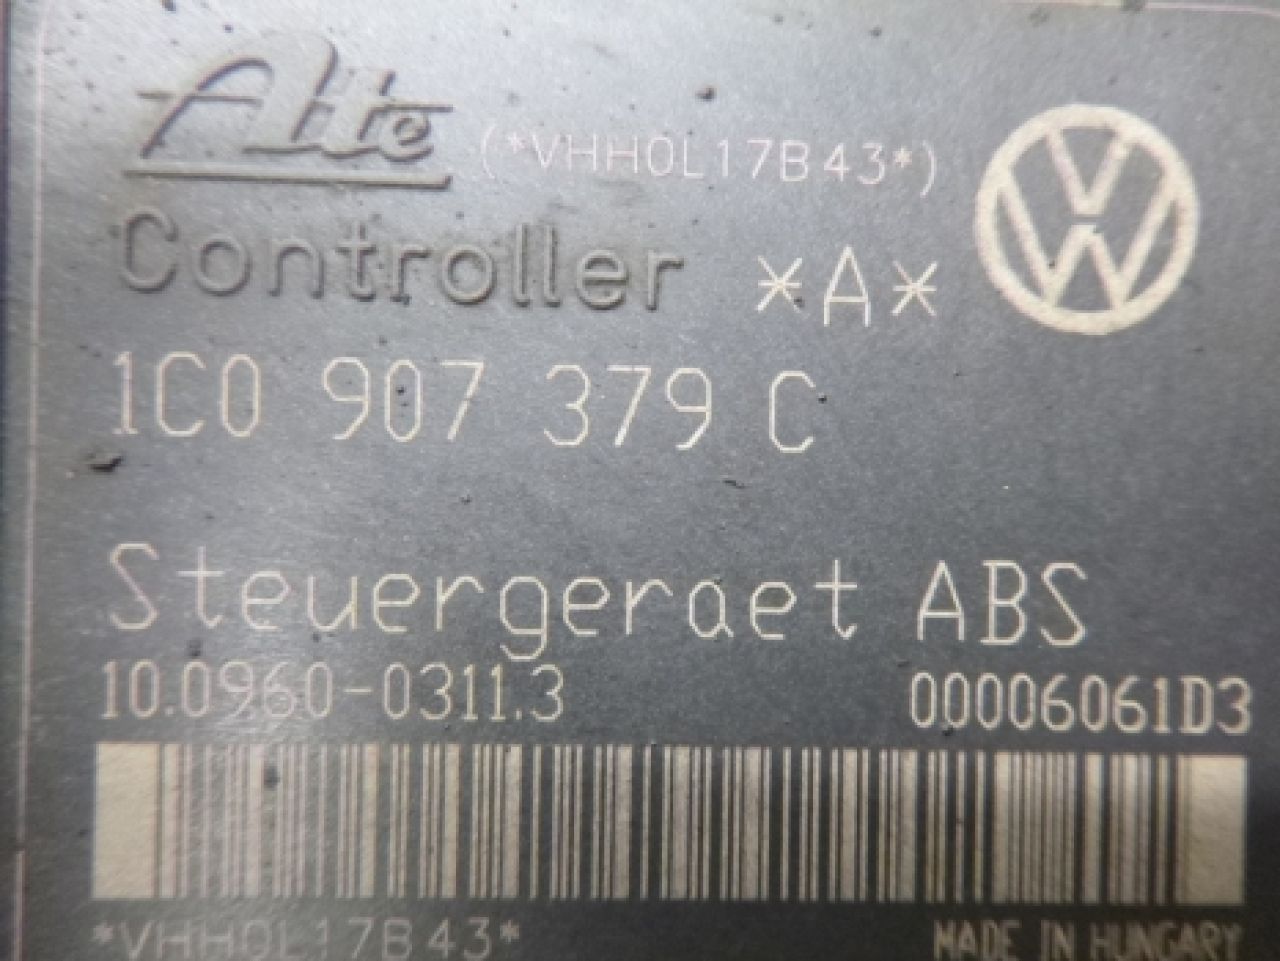 Ate (*VHH0L17B43*)
Controller *A*
1C0 907 379 C
Steuergeraet ABS
10.0960-0311.3 00006061D3
*VHH0L17B43* MADE IN HUNGARY